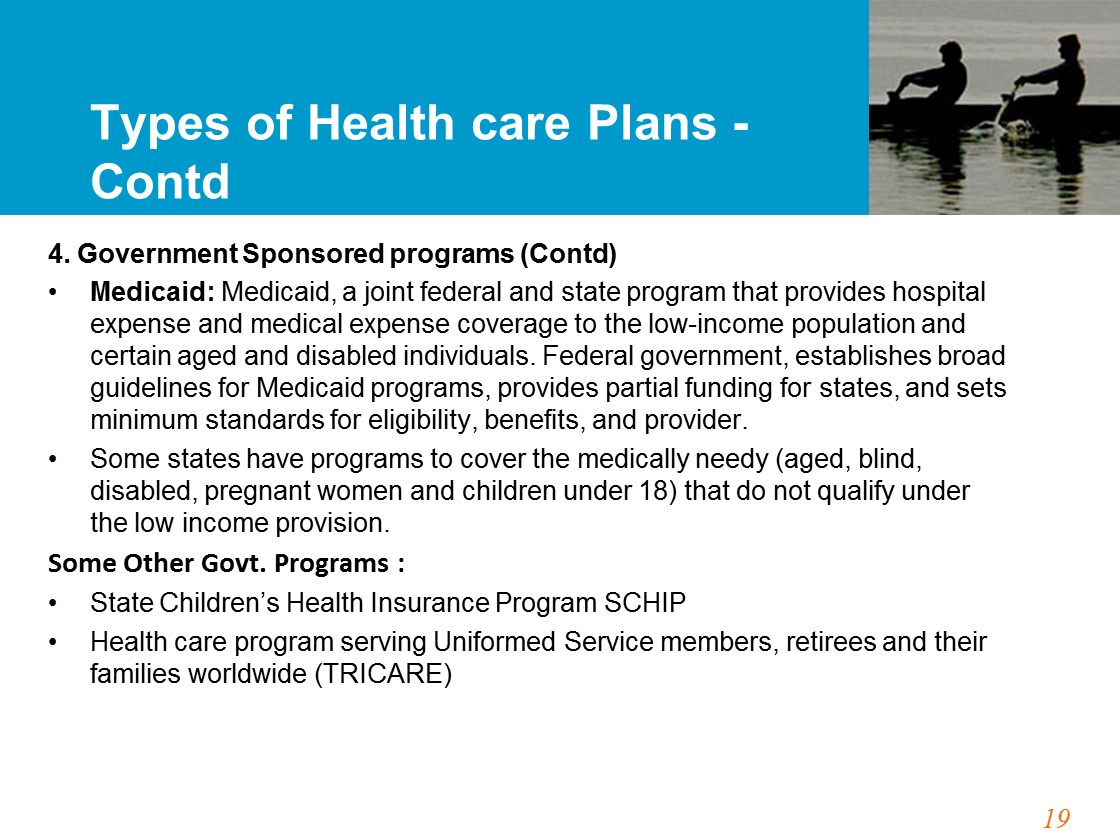 Types of Health care Plans -
Contd
4. Government Sponsored programs (Contd)
• Medicaid: Medicaid, a joint federal and state program that provides hospital
expense and medical expense coverage to the low-income population and
certain aged and disabled individuals. Federal government, establishes broad
guidelines for Medicaid programs, provides partial funding for states, and sets
minimum standards for eligibility, benefits, and provider.
• Some states have programs to cover the medically needy (aged, blind,
disabled, pregnant women and children under 18) that do not qualify under
the low income provision.
Some Other Govt. Programs :
• State Children’s Health Insurance Program SCHIP
• Health care program serving Uniformed Service members, retirees and their
families worldwide (TRICARE)
19